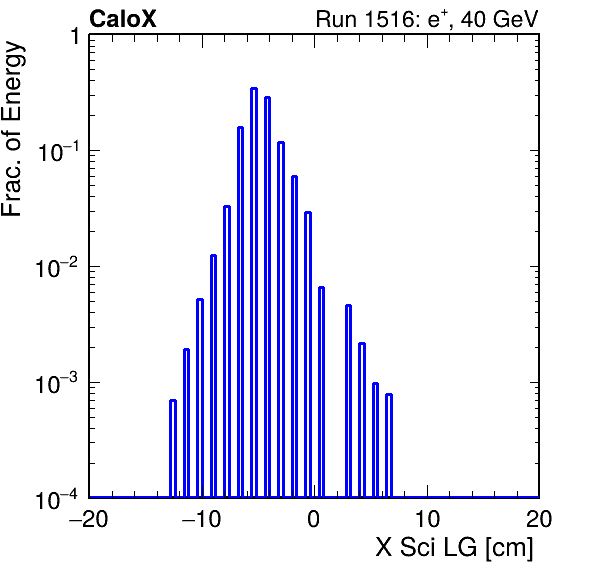 CaloX Run 1516: e⁺, 40 GeV
Frac. of Energy
1
10⁻¹
10⁻²
10⁻³
10⁻⁴
−20 −10 0 10 20
X Sci LG [cm]